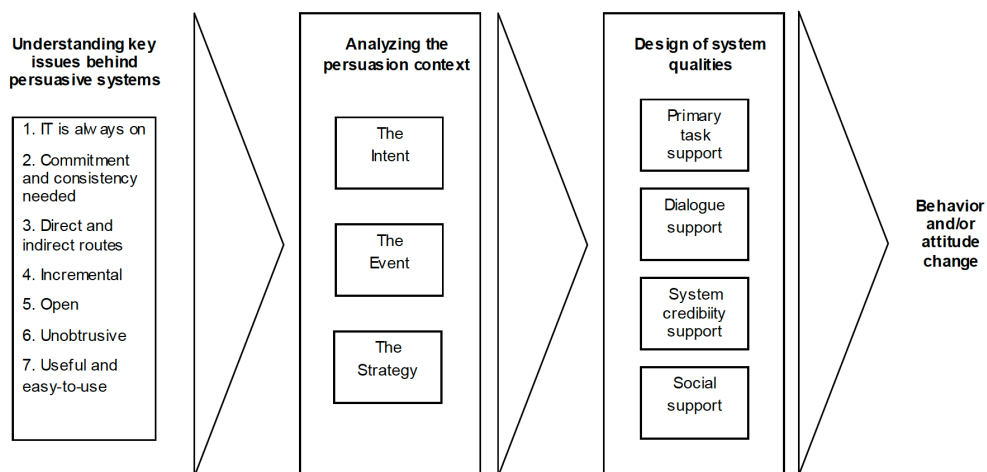 Understanding key
issues behind
persuasive systems
1. IT is always on
2. Commitment
and consistency
needed
3. Direct and
indirect routes
4. Incremental
5. Open
6. Unobtrusive
7. Useful and
easy-to-use
Analyzing the
persuasion context
The
Intent
The
Event
The
Strategy
Design of system
qualities
Primary
task
support
Dialogue
support
System
credibiity
support
Social
support
Behavior
and/or
attitude
change